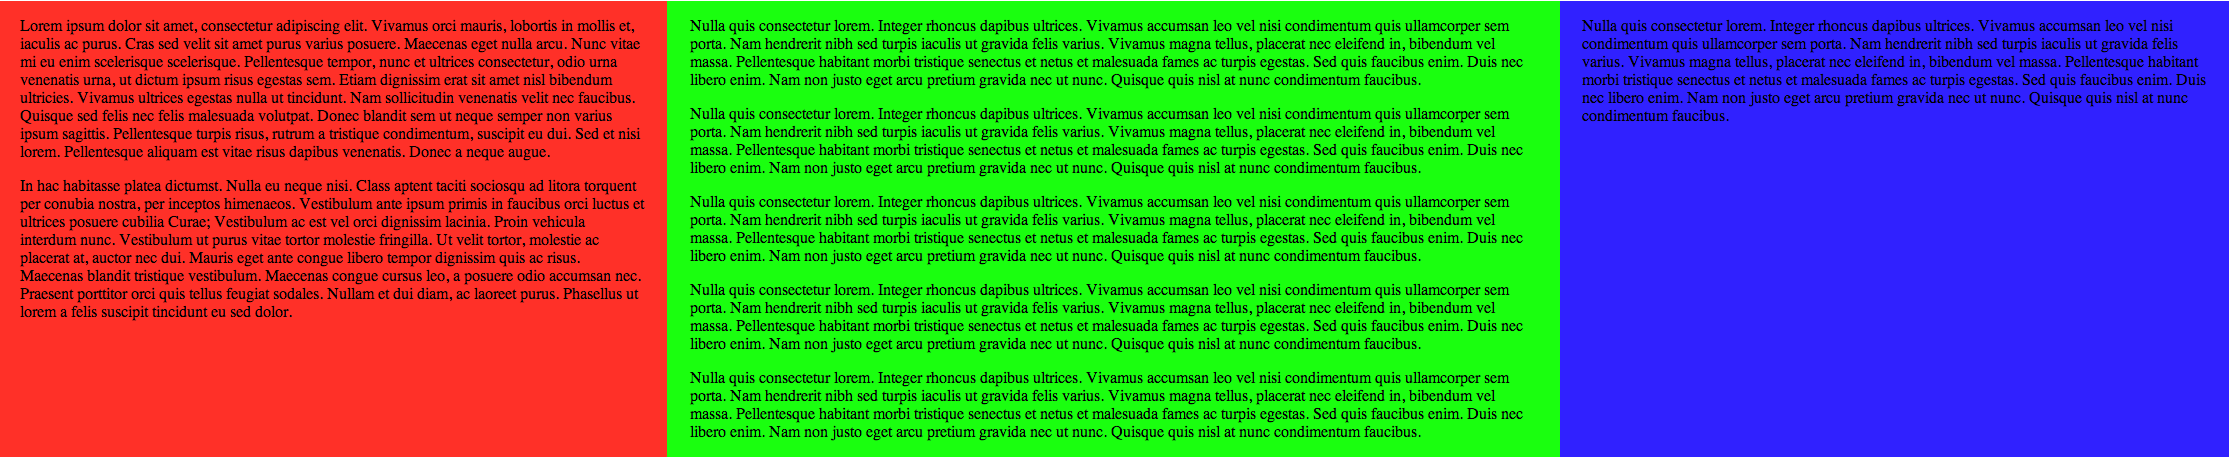 Lorem ipsum dolor sit amet, consectetur adipiscing elit. Vivamus orci mauris, lobortis in mollis et,
iaculis ac purus. Cras sed velit sit amet purus varius posuere. Maecenas eget nulla arcu. Nunc vitae
mi eu enim scelerisque scelerisque. Pellentesque tempor, nunc et ultrices consectetur, odio urna
venenatis urna, ut dictum ipsum risus egestas sem. Etiam dignissim erat sit amet nisl bibendum
ultricies. Vivamus ultrices egestas nulla ut tincidunt. Nam sollicitudin venenatis velit nec faucibus.
Quisque sed felis nec felis malesuada volutpat. Donec blandit sem ut neque semper non varius
ipsum sagittis. Pellentesque turpis risus, rutrum a tristique condimentum, suscipit eu dui. Sed et nisi
lorem. Pellentesque aliquam est vitae risus dapibus venenatis. Donec a neque augue.
In hac habitasse platea dictumst. Nulla eu neque nisi. Class aptent taciti sociosqu ad litora torquent
per conubia nostra, per inceptos himenaeos. Vestibulum ante ipsum primis in faucibus orci luctus et
ultrices posuere cubilia Curae; Vestibulum ac est vel orci dignissim lacinia. Proin vehicula
interdum nunc. Vestibulum ut purus vitae tortor molestie fringilla. Ut velit tortor, molestie ac
placerat at, auctor nec dui. Mauris eget ante congue libero tempor dignissim quis ac risus.
Maecenas blandit tristique vestibulum. Maecenas congue cursus leo, a posuere odio accumsan nec.
Praesent porttitor orci quis tellus feugiat sodales. Nullam et dui diam, ac laoreet purus. Phasellus ut
lorem a felis suscipit tincidunt eu sed dolor.
Nulla quis consectetur lorem. Integer rhoncus dapibus ultrices. Vivamus accumsan leo vel nisi condimentum quis ullamcorper sem
porta. Nam hendrerit nibh sed turpis iaculis ut gravida felis varius. Vivamus magna tellus, placerat nec eleifend in, bibendum vel
massa. Pellentesque habitant morbi tristique senectus et netus et malesuada fames ac turpis egestas. Sed quis faucibus enim. Duis nec
libero enim. Nam non justo eget arcu pretium gravida nec ut nunc. Quisque quis nisl at nunc condimentum faucibus.
Nulla quis consectetur lorem. Integer rhoncus dapibus ultrices. Vivamus accumsan leo vel nisi condimentum quis ullamcorper sem
porta. Nam hendrerit nibh sed turpis iaculis ut gravida felis varius. Vivamus magna tellus, placerat nec eleifend in, bibendum vel
massa. Pellentesque habitant morbi tristique senectus et netus et malesuada fames ac turpis egestas. Sed quis faucibus enim. Duis nec
libero enim. Nam non justo eget arcu pretium gravida nec ut nunc. Quisque quis nisl at nunc condimentum faucibus.
Nulla quis consectetur lorem. Integer rhoncus dapibus ultrices. Vivamus accumsan leo vel nisi condimentum quis ullamcorper sem
porta. Nam hendrerit nibh sed turpis iaculis ut gravida felis varius. Vivamus magna tellus, placerat nec eleifend in, bibendum vel
massa. Pellentesque habitant morbi tristique senectus et netus et malesuada fames ac turpis egestas. Sed quis faucibus enim. Duis nec
libero enim. Nam non justo eget arcu pretium gravida nec ut nunc. Quisque quis nisl at nunc condimentum faucibus.
Nulla quis consectetur lorem. Integer rhoncus dapibus ultrices. Vivamus accumsan leo vel nisi condimentum quis ullamcorper sem
porta. Nam hendrerit nibh sed turpis iaculis ut gravida felis varius. Vivamus magna tellus, placerat nec eleifend in, bibendum vel
massa. Pellentesque habitant morbi tristique senectus et netus et malesuada fames ac turpis egestas. Sed quis faucibus enim. Duis nec
libero enim. Nam non justo eget arcu pretium gravida nec ut nunc. Quisque quis nisl at nunc condimentum faucibus.
Nulla quis consectetur lorem. Integer rhoncus dapibus ultrices. Vivamus accumsan leo vel nisi condimentum quis ullamcorper sem
porta. Nam hendrerit nibh sed turpis iaculis ut gravida felis varius. Vivamus magna tellus, placerat nec eleifend in, bibendum vel
massa. Pellentesque habitant morbi tristique senectus et netus et malesuada fames ac turpis egestas. Sed quis faucibus enim. Duis nec
libero enim. Nam non justo eget arcu pretium gravida nec ut nunc. Quisque quis nisl at nunc condimentum faucibus.
Nulla quis consectetur lorem. Integer rhoncus dapibus ultrices. Vivamus accumsan leo vel nisi
condimentum quis ullamcorper sem porta. Nam hendrerit nibh sed turpis iaculis ut gravida felis
varius. Vivamus magna tellus, placerat nec eleifend in, bibendum vel massa. Pellentesque habitant
morbi tristique senectus et netus et malesuada fames ac turpis egestas. Sed quis faucibus enim. Duis
nec libero enim. Nam non justo eget arcu pretium gravida nec ut nunc. Quisque quis nisl at nunc
condimentum faucibus.